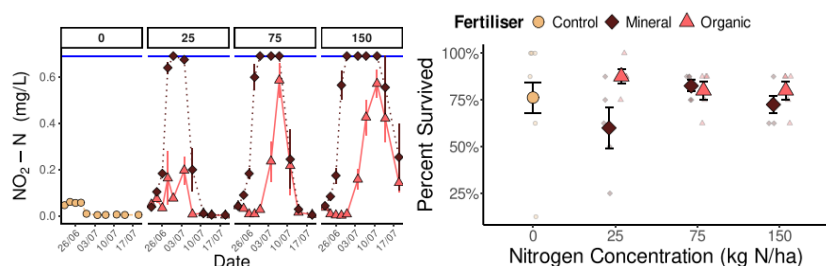 Fertiliser Control Mineral Organic
0 25 75 150
NO2 – N (mg/L)
0.6
0.4
0.2
0.0
26/06 03/07 10/07 17/07 26/06 03/07 10/07 17/07 26/06 03/07 10/07 17/07 26/06 03/07 10/07 17/07
Date
Percent Survived
100%
75%
50%
25%
0 25 75 150
Nitrogen Concentration (kg N/ha)